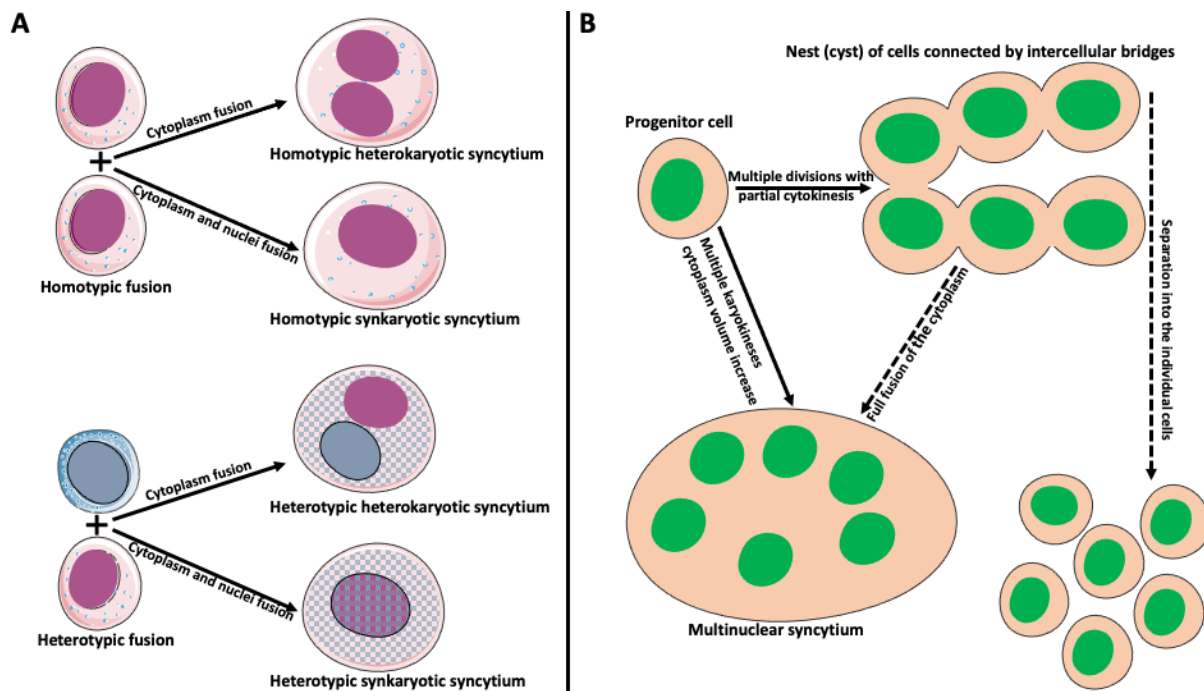 A
Cytoplasm fusion
Homotypic heterokaryotic syncytium
+
Cytoplasm and nuclei fusion
Homotypic fusion
Homotypic synkaryotic syncytium
Cytoplasm fusion
Heterotypic heterokaryotic syncytium
+
Cytoplasm and nuclei fusion
Heterotypic fusion
Heterotypic synkaryotic syncytium
B
Nest (cyst) of cells connected by intercellular bridges
Progenitor cell
Multiple divisions with
partial cytokinesis
Multiple karyokineses
cytoplasm volume increase
Full fusion of the cytoplasm
Separation into the individual cells
Multinuclear syncytium